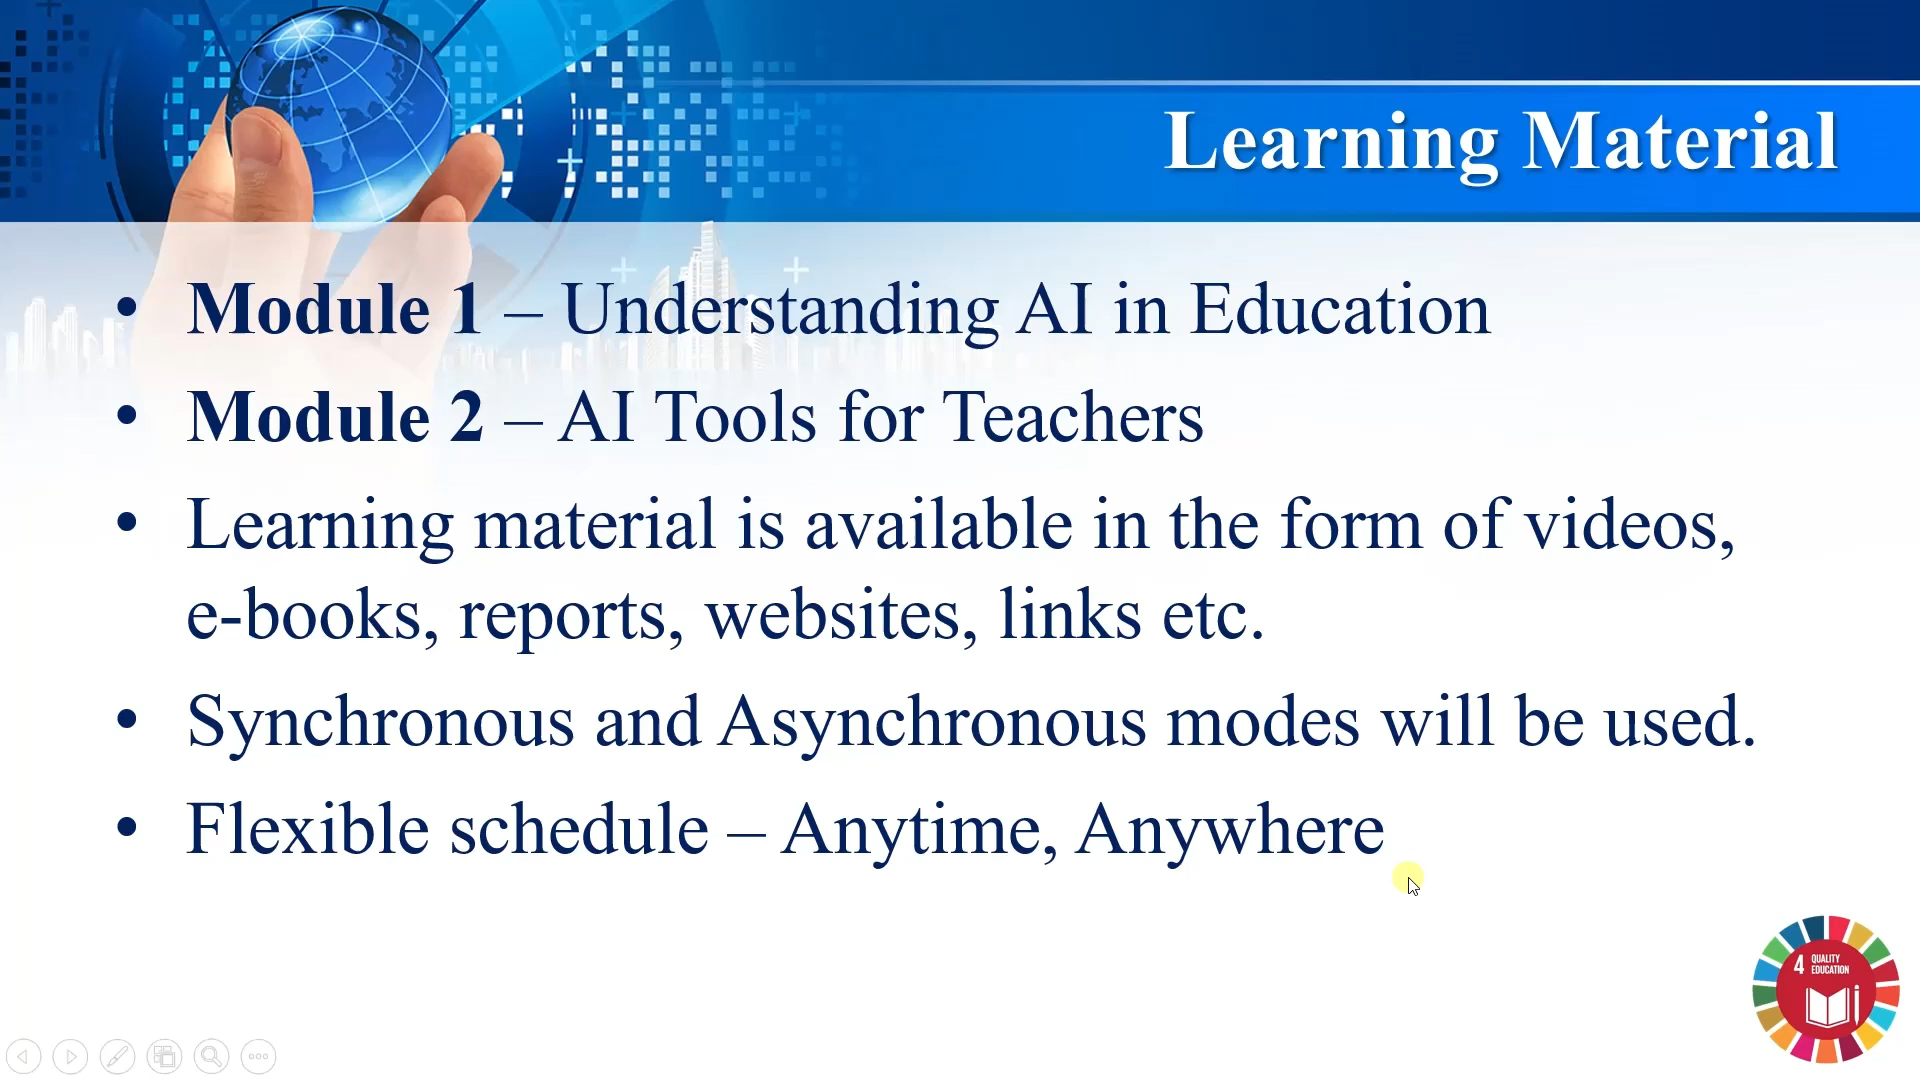 Learning Material
• Module 1 – Understanding AI in Education
• Module 2 – AI Tools for Teachers
• Learning material is available in the form of videos,
e-books, reports, websites, links etc.
• Synchronous and Asynchronous modes will be used.
• Flexible schedule – Anytime, Anywhere
4 QUALITY
EDUCATION